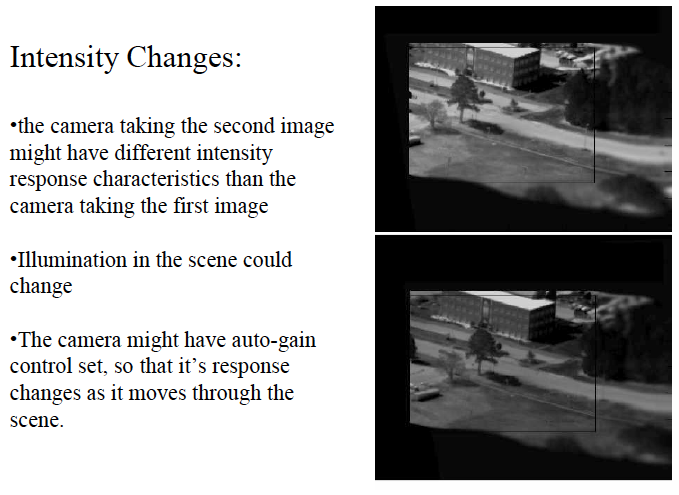 Intensity Changes:
•the camera taking the second image
might have different intensity
response characteristics than the
camera taking the first image
•Illumination in the scene could
change
•The camera might have auto-gain
control set, so that it’s response
changes as it moves through the
scene.